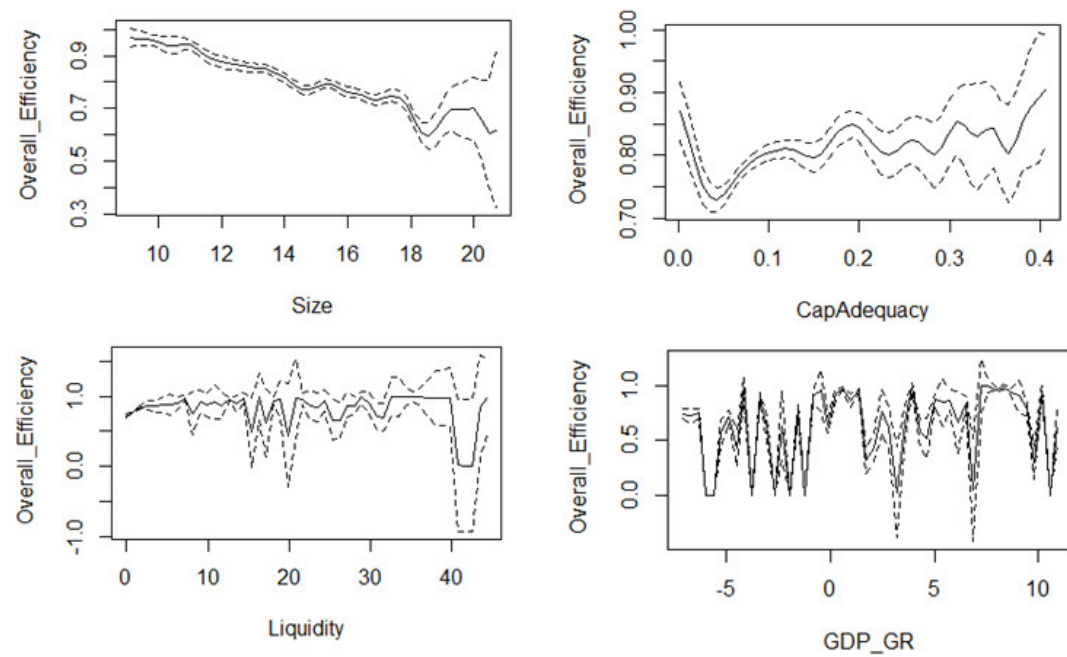 Overall_Efficiency
0.3 0.5 0.7 0.9
10 12 14 16 18 20
Size
Overall_Efficiency
0.70 0.80 0.90 1.00
0.0 0.1 0.2 0.3 0.4
CapAdequacy
Overall_Efficiency
-1.0 0.0 1.0
0 10 20 30 40
Liquidity
Overall_Efficiency
0.0 0.5 1.0
-5 0 5 10
GDP_GR